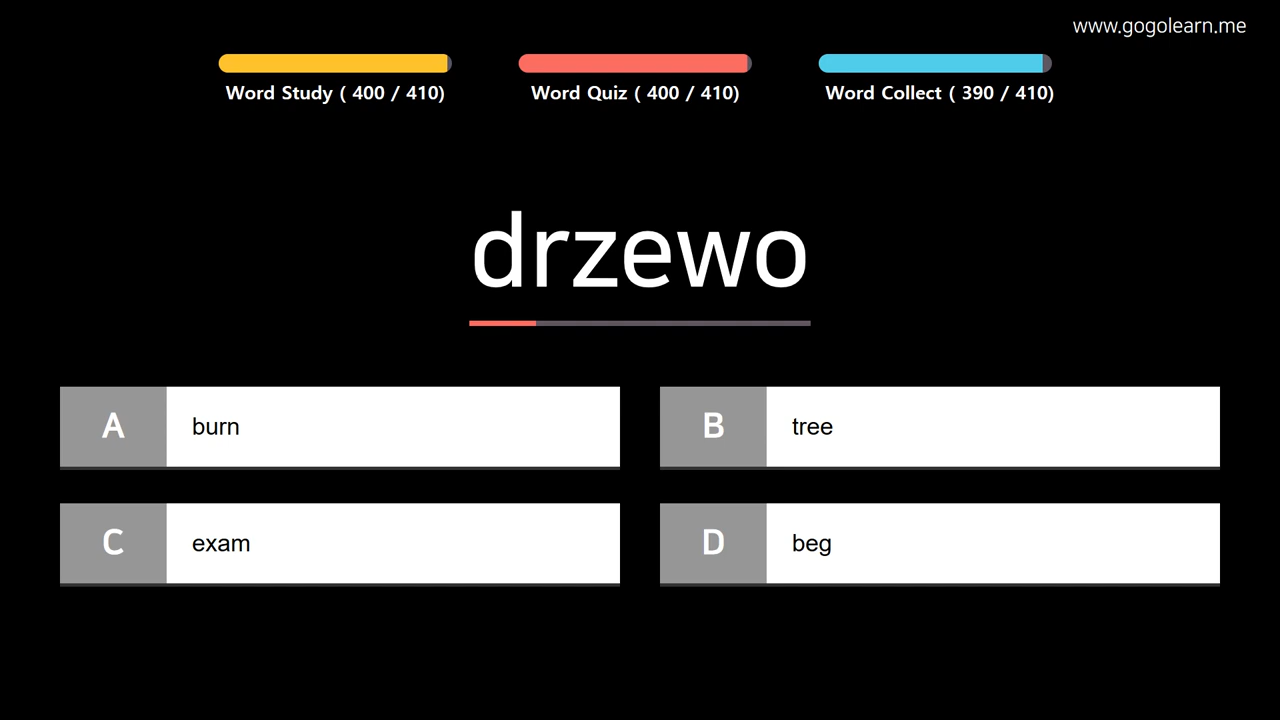 www.gogolearn.me
Word Study ( 400 / 410)
Word Quiz ( 400 / 410)
Word Collect ( 390 / 410)
drzewo
A burn
B tree
C exam
D beg